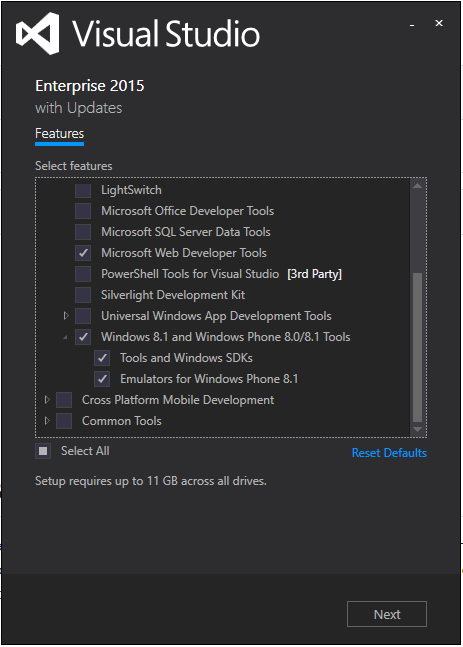 Visual Studio
Enterprise 2015
with Updates
Features
Select features
LightSwitch
Microsoft Office Developer Tools
Microsoft SQL Server Data Tools
Microsoft Web Developer Tools
PowerShell Tools for Visual Studio [3rd Party]
Silverlight Development Kit
Universal Windows App Development Tools
Windows 8.1 and Windows Phone 8.0/8.1 Tools
Tools and Windows SDKs
Emulators for Windows Phone 8.1
Cross Platform Mobile Development
Common Tools
Select All
Reset Defaults
Setup requires up to 11 GB across all drives.
Next